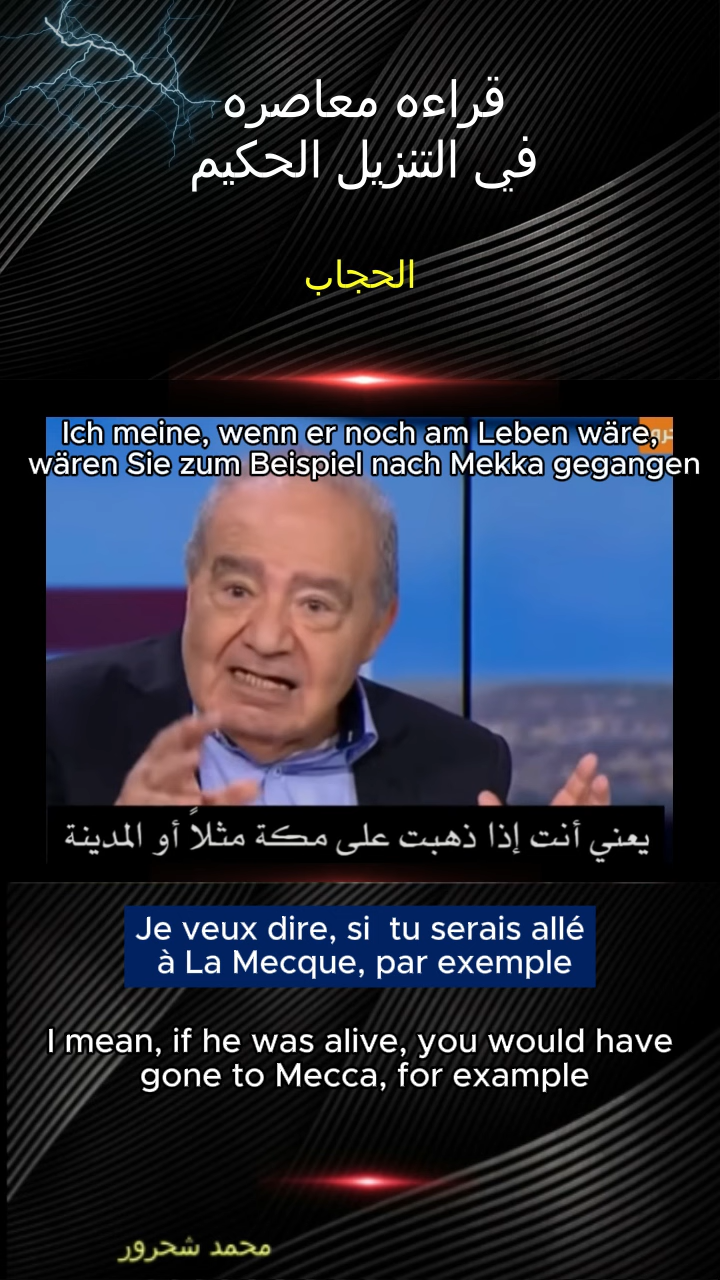 قراءه معاصره
في التنزيل الحكيم
الحجاب
Ich meine, wenn er noch am Leben wäre,
wären Sie zum Beispiel nach Mekka gegangen
يعني أنت إذا ذهبت على مكة مثلاً أو المدينة
Je veux dire, si  tu serais allé
à La Mecque, par exemple
I mean, if he was alive, you would have
gone to Mecca, for example
محمد شحرور